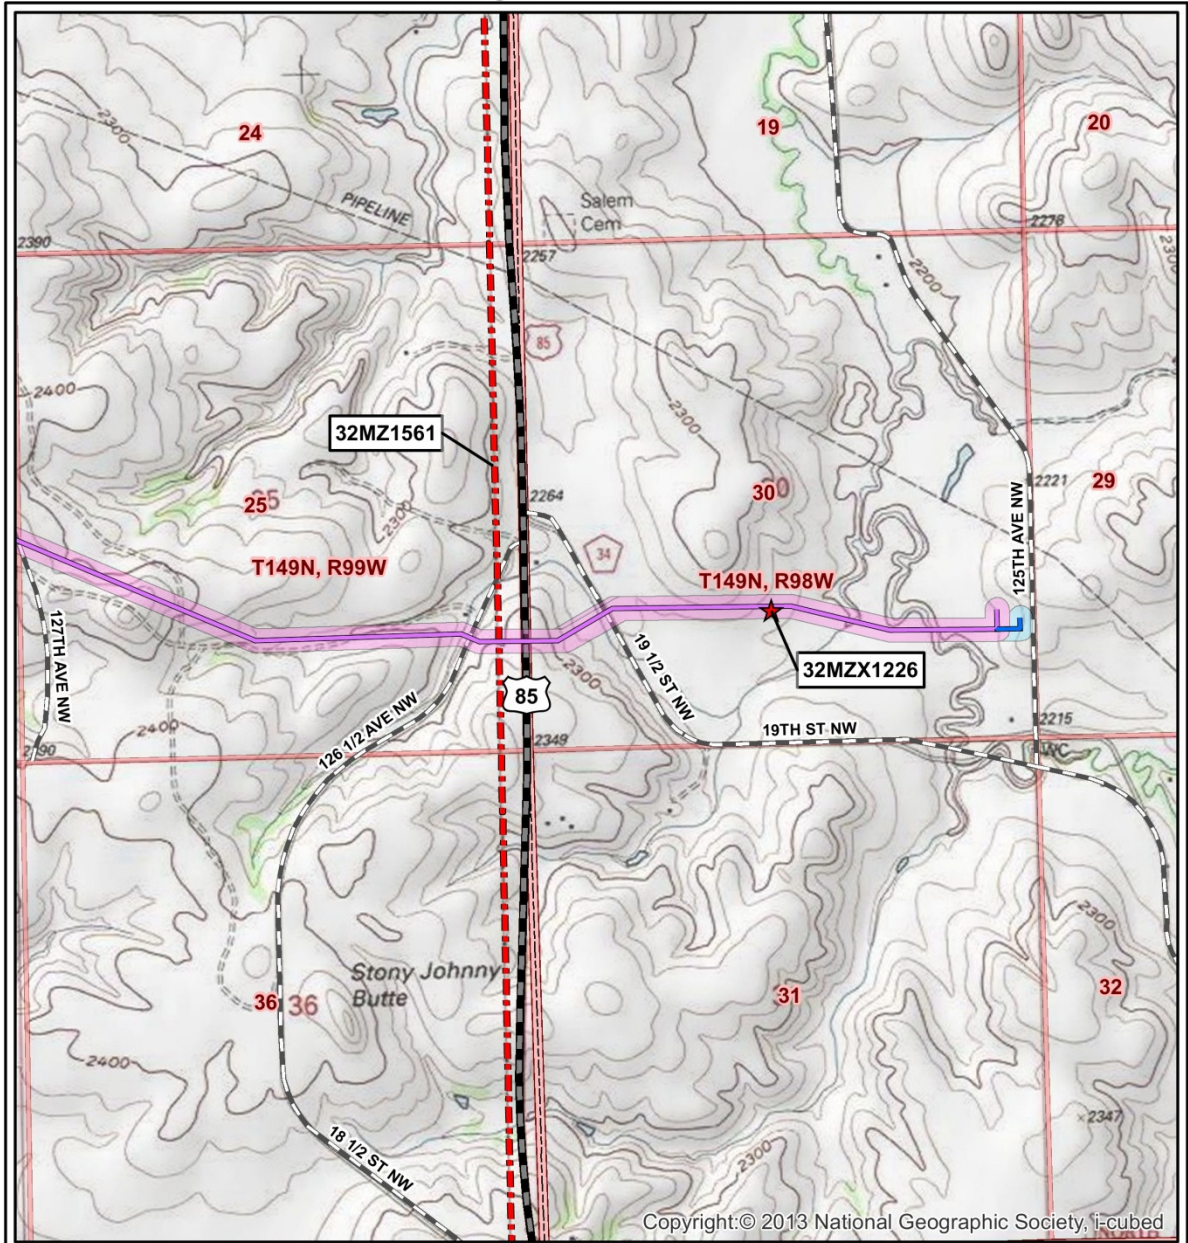 24
19
20
2300
PIPELINE
Salem
Cem
2390
2257
2276
2300
2200
85
2400
2300
32MZ1561
25
2300
2264
30
2221
29
34
T149N, R99W
T149N, R98W
125TH AVE NW
127TH AVE NW
19 1/2 ST NW
32MZX1226
2300
85
126 1/2 AVE NW
2400
19TH ST NW
2215
2349
2300
Stony Johnny
Butte
36
36
31
32
2400
2347
18 1/2 ST NW
2300
Copyright:© 2013 National Geographic Society, i-cubed